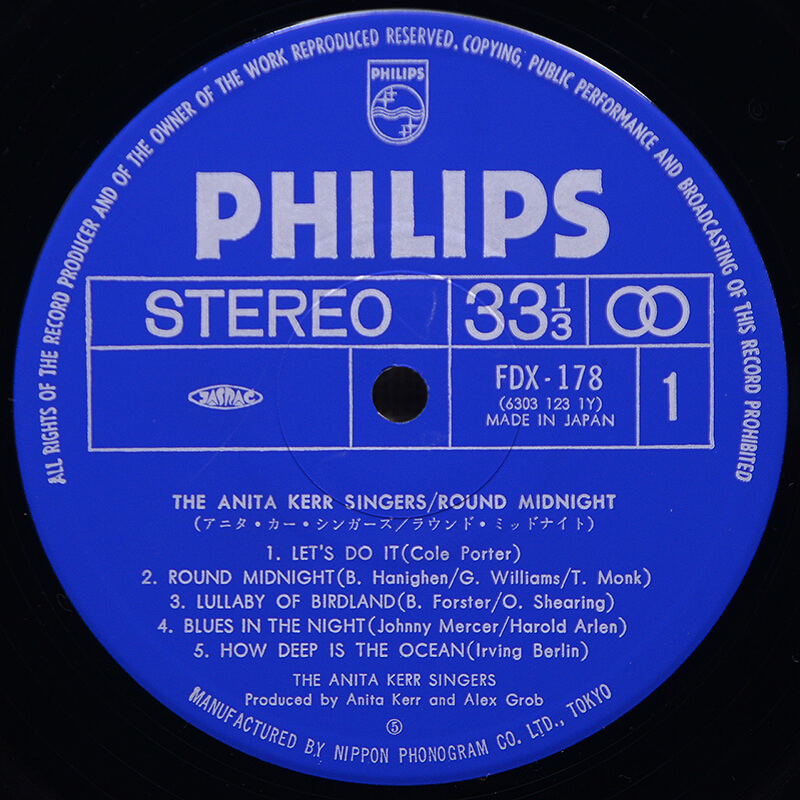 ALL RIGHTS OF THE RECORD PRODUCER AND OF THE OWNER OF THE WORK REPRODUCED RESERVED. COPYING, PUBLIC PERFORMANCE AND BROADCASTING OF THIS RECORD PROHIBITED
PHILIPS
PHILIPS
STEREO 33 1/3
JASRAC FDX-178 1
(6303 123 1Y)
MADE IN JAPAN
THE ANITA KERR SINGERS/ROUND MIDNIGHT
(アニタ・カー・シンガーズ/ラウンド・ミッドナイト)
1. LET'S DO IT(Cole Porter)
2. ROUND MIDNIGHT(B. Hanighen/G. Williams/T. Monk)
3. LULLABY OF BIRDLAND(B. Forster/O. Shearing)
4. BLUES IN THE NIGHT(Johnny Mercer/Harold Arlen)
5. HOW DEEP IS THE OCEAN(Irving Berlin)
THE ANITA KERR SINGERS
Produced by Anita Kerr and Alex Grob
⑤
MANUFACTURED BY NIPPON PHONOGRAM CO. LTD., TOKYO